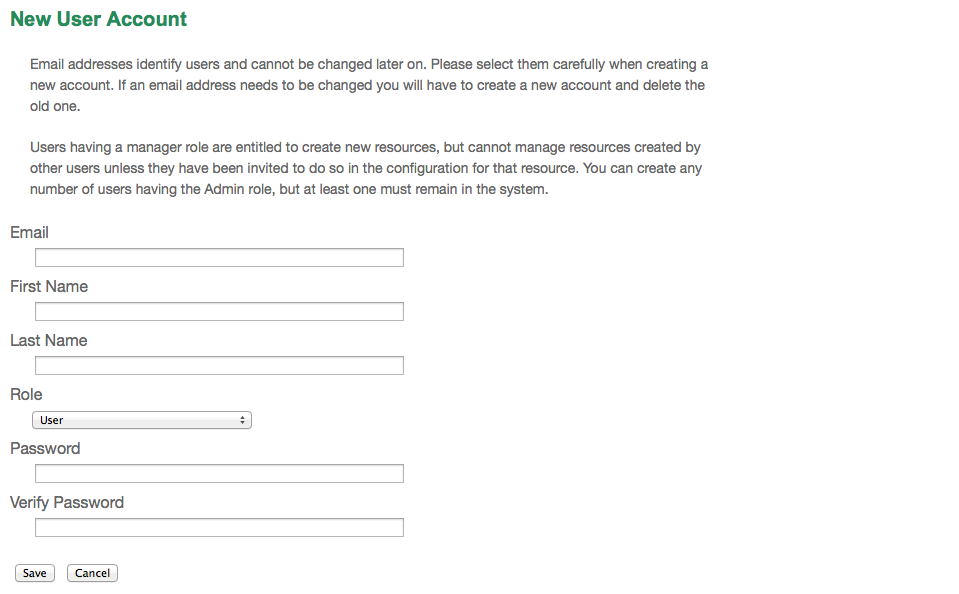 New User Account
Email addresses identify users and cannot be changed later on. Please select them carefully when creating a
new account. If an email address needs to be changed you will have to create a new account and delete the
old one.
Users having a manager role are entitled to create new resources, but cannot manage resources created by
other users unless they have been invited to do so in the configuration for that resource. You can create any
number of users having the Admin role, but at least one must remain in the system.
Email
First Name
Last Name
Role
User
Password
Verify Password
Save Cancel